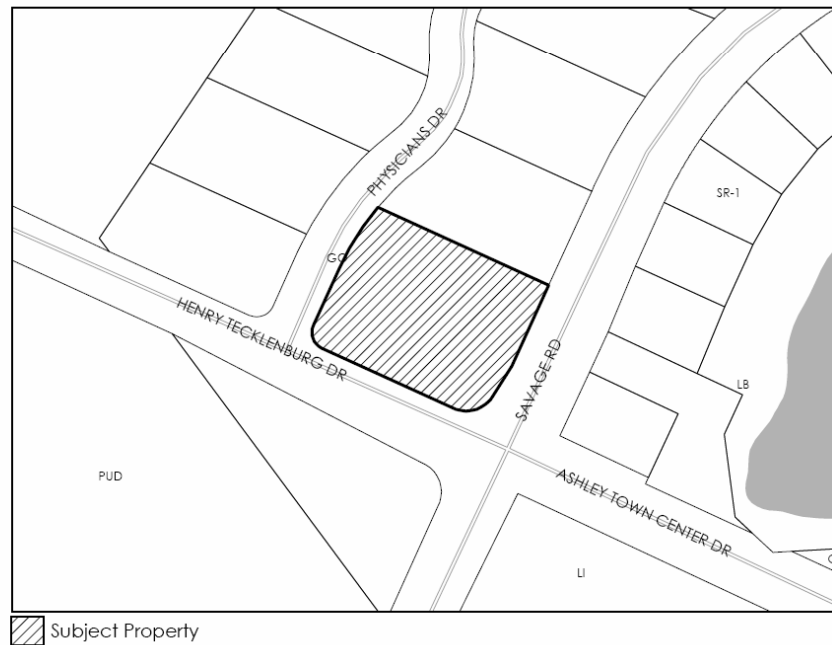 PHYSICIANS DR
SR-1
GO
HENRY TECKLENBURG DR
SAVAGE RD
LB
PUD
ASHLEY TOWN CENTER DR
LI
Subject Property